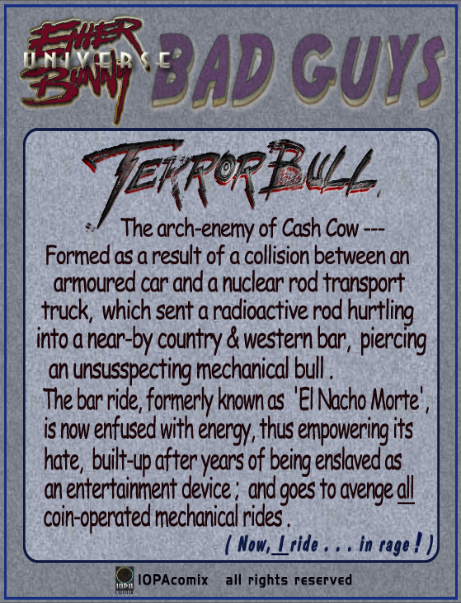 ETHER
UNIVERSE
BUNNY
BAD GUYS
TERRORBULL
The arch-enemy of Cash Cow ---
Formed as a result of a collision between an
armoured car and a nuclear rod transport
truck, which sent a radioactive rod hurtling
into a near-by country & western bar, piercing
an unsusspecting mechanical bull .
The bar ride, formerly known as 'El Nacho Morte',
is now enfused with energy, thus empowering its
hate, built-up after years of being enslaved as
an entertainment device ; and goes to avenge all
coin-operated mechanical rides .
( Now, I ride . . . in rage ! )
IOPA
comix
IOPAcomix all rights reserved